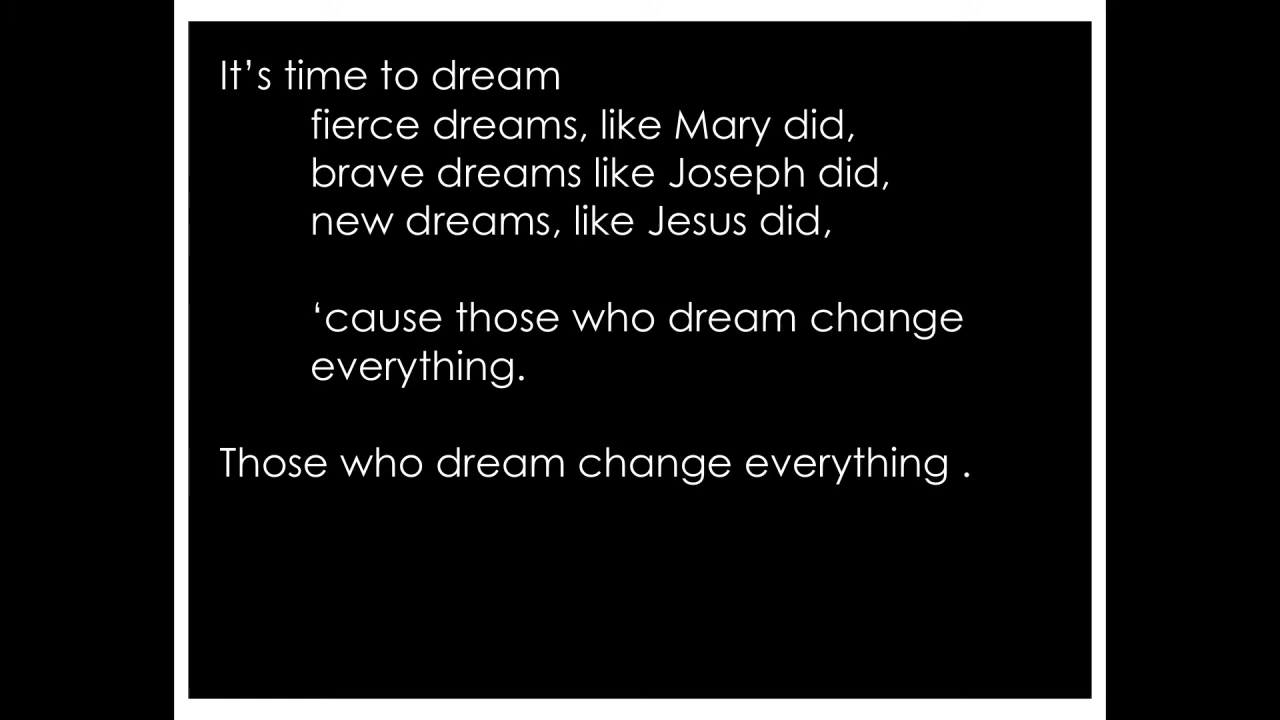 It’s time to dream
fierce dreams, like Mary did,
brave dreams like Joseph did,
new dreams, like Jesus did,
‘cause those who dream change
everything.
Those who dream change everything .